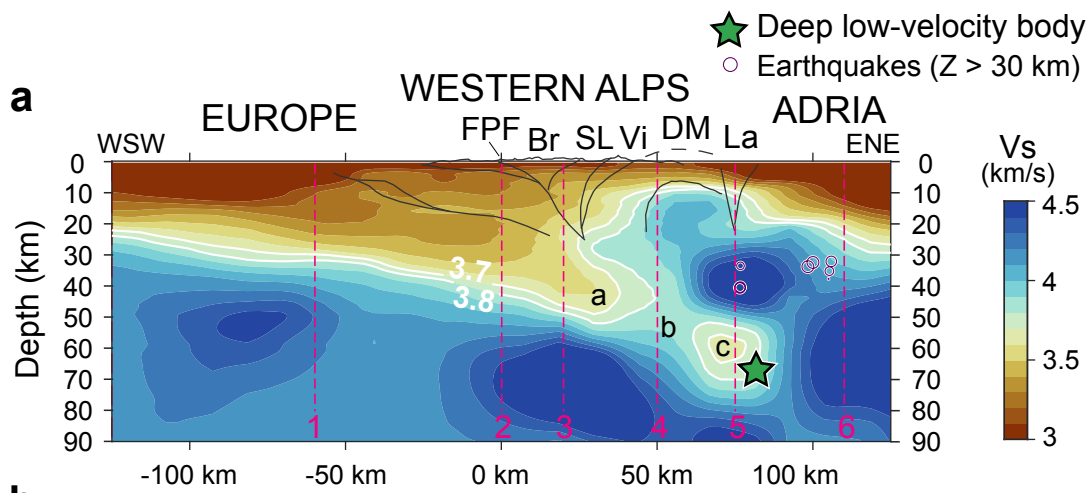 Deep low-velocity body
Earthquakes (Z > 30 km)
a
WESTERN ALPS
EUROPE
ADRIA
FPF Br SL Vi DM La
WSW
ENE
Vs
(km/s)
0
10
20
30
40
50
60
70
80
90
Depth (km)
3.7
3.8
a
b
c
1 2 3 4 5 6
0
10
20
30
40
50
60
70
80
90
4.5
4
3.5
3
-100 km -50 km 0 km 50 km 100 km